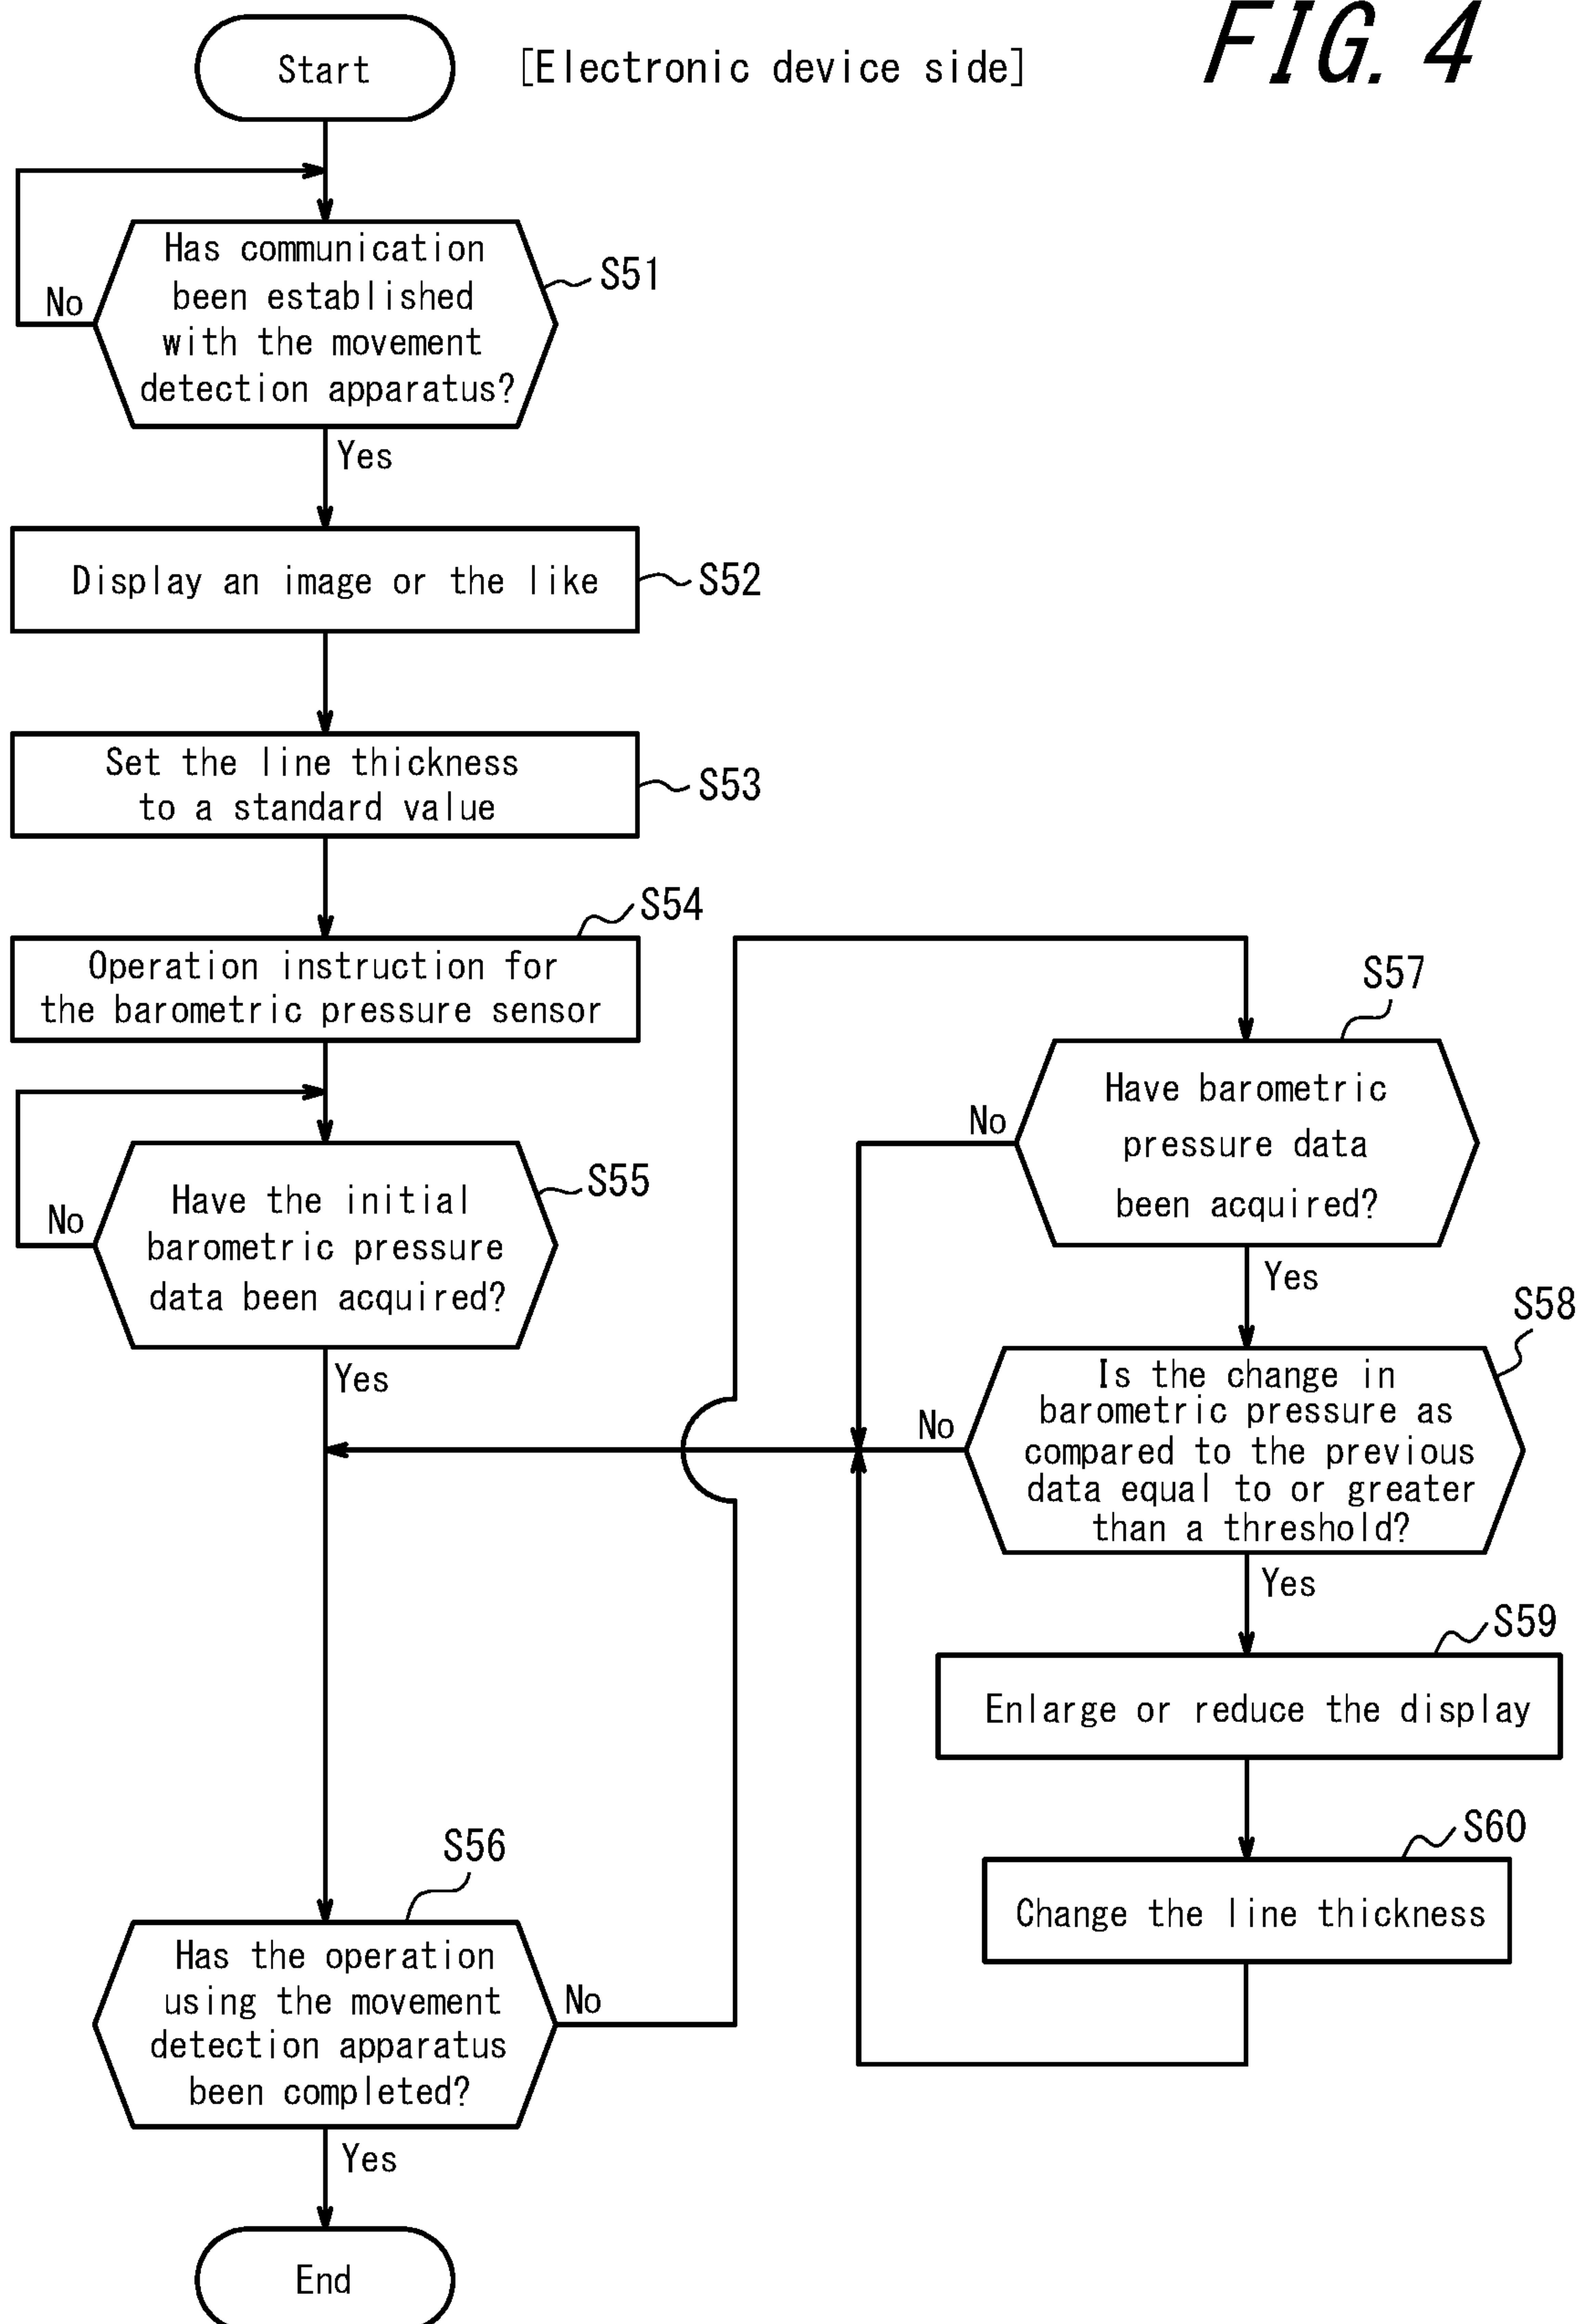 FIG. 4
Start
[Electronic device side]
Has communication
been established
with the movement
detection apparatus?
S51
No
Yes
Display an image or the like
S52
Set the line thickness
to a standard value
S53
S54
Operation instruction for
the barometric pressure sensor
Have the initial
barometric pressure
data been acquired?
S55
No
Yes
S56
Has the operation
using the movement
detection apparatus
been completed?
No
Yes
End
S57
Have barometric
pressure data
been acquired?
No
Yes
S58
Is the change in
barometric pressure as
compared to the previous
data equal to or greater
than a threshold?
No
Yes
S59
Enlarge or reduce the display
S60
Change the line thickness